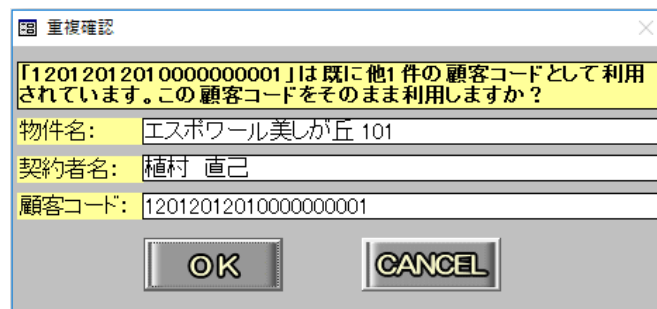 重複確認
「12012012010000000001」は既に他1件の顧客コードとして利用
されています。この顧客コードをそのまま利用しますか？
物件名： エスポワール美しが丘 101
契約者名： 植村 直己
顧客コード： 12012012010000000001
OK CANCEL